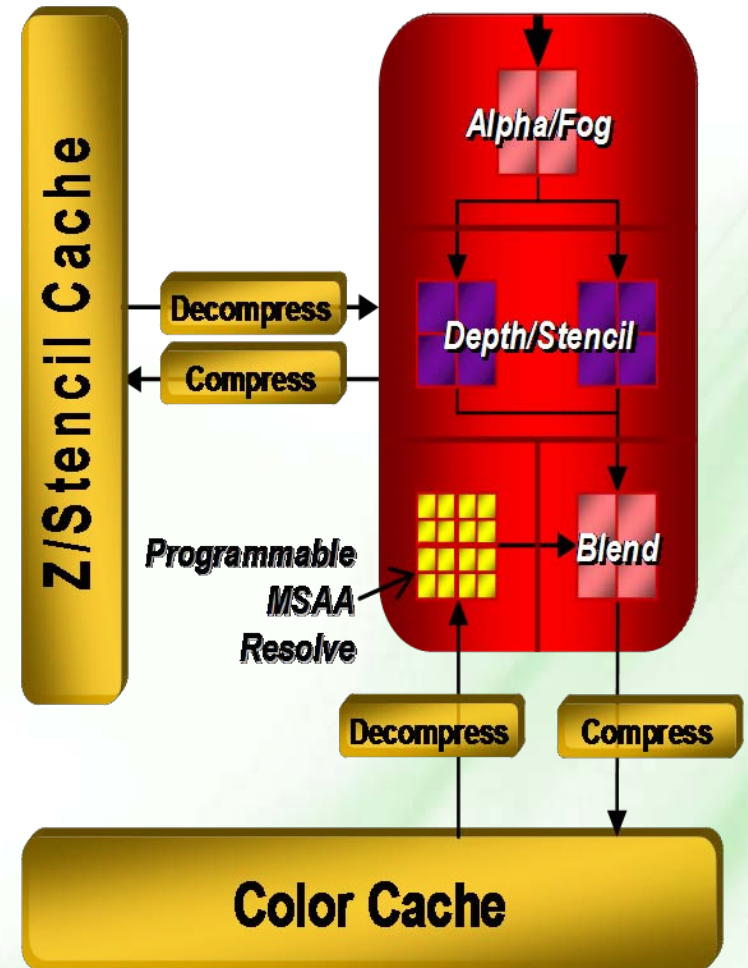 Alpha/Fog
Z/Stencil Cache
Decompress
Depth/Stencil
Compress
Programmable
MSAA
Resolve
Blend
Decompress
Compress
Color Cache